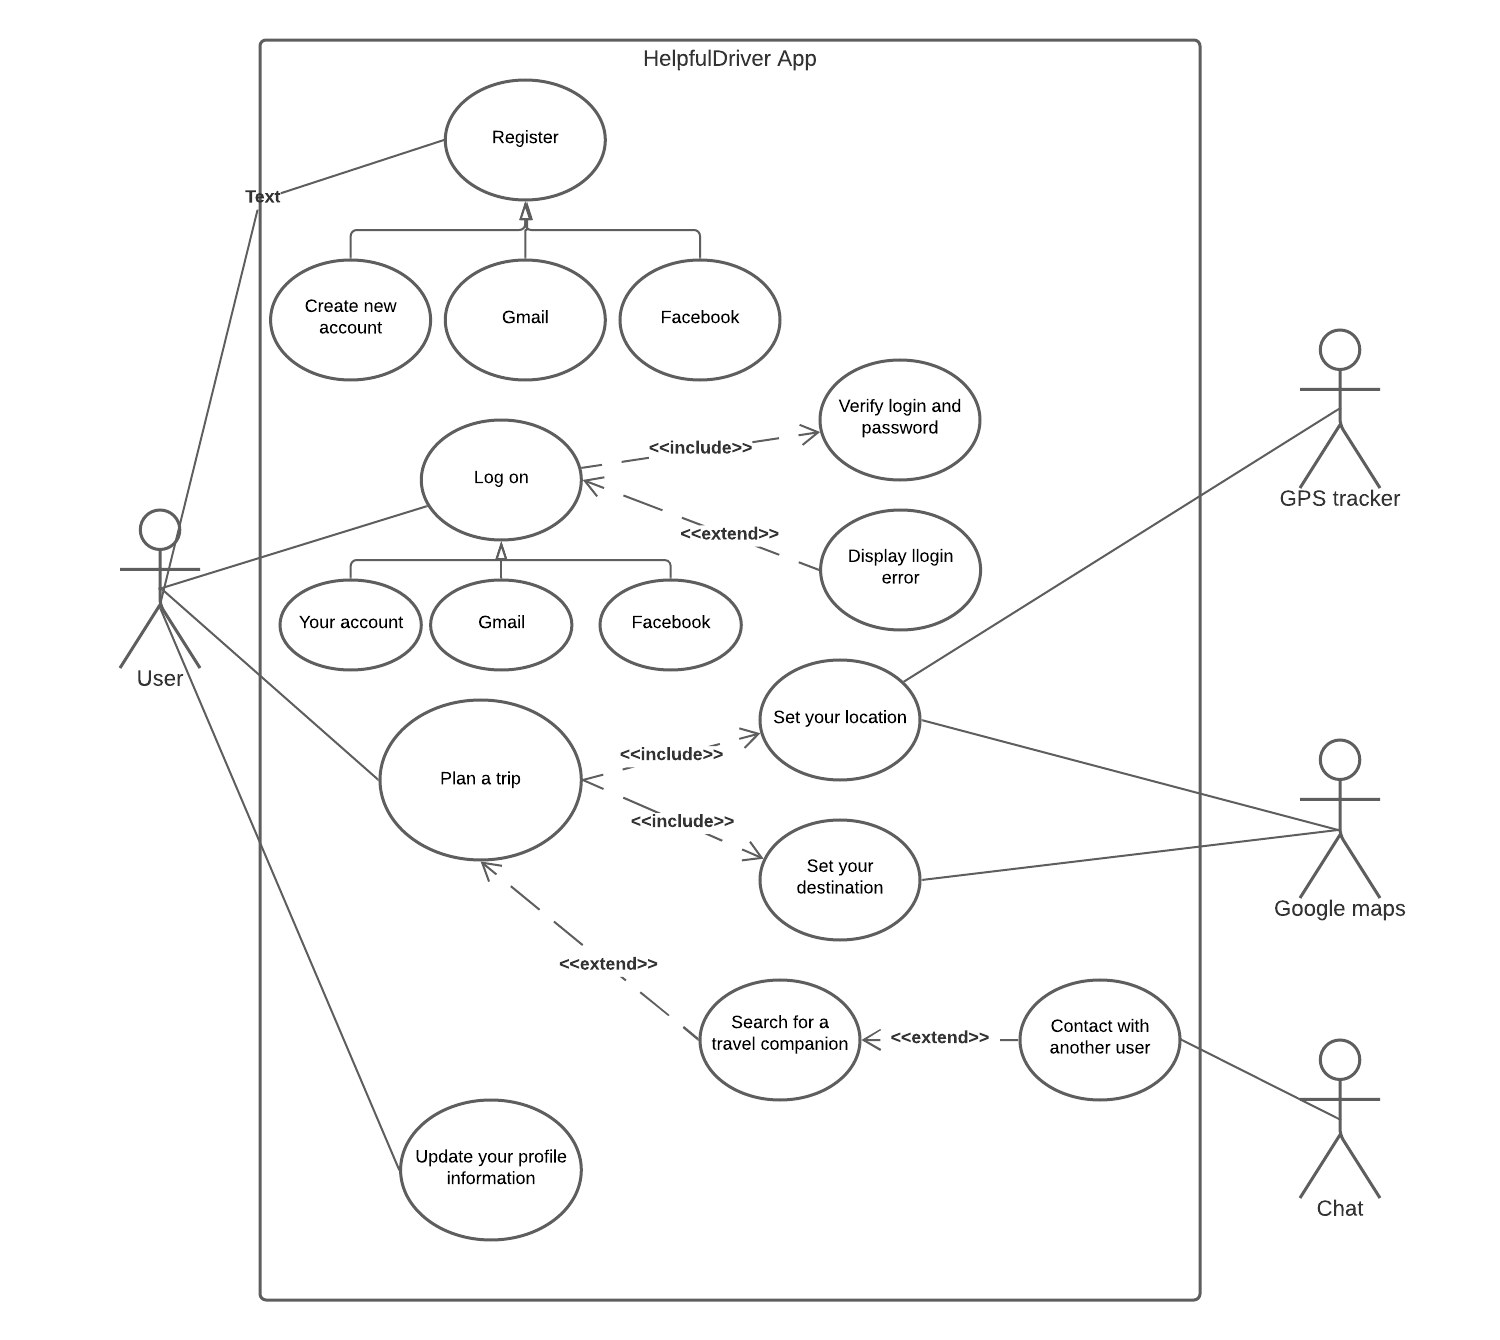 HelpfulDriver App
Register
Text
Create new
account
Gmail
Facebook
Verify login and
password
<<include>>
Log on
<<extend>>
Display llogin
error
GPS tracker
Your account
Gmail
Facebook
User
Set your location
<<include>>
Plan a trip
<<include>>
Set your
destination
Google maps
<<extend>>
Search for a
travel companion
<<extend>>
Contact with
another user
Update your profile
information
Chat